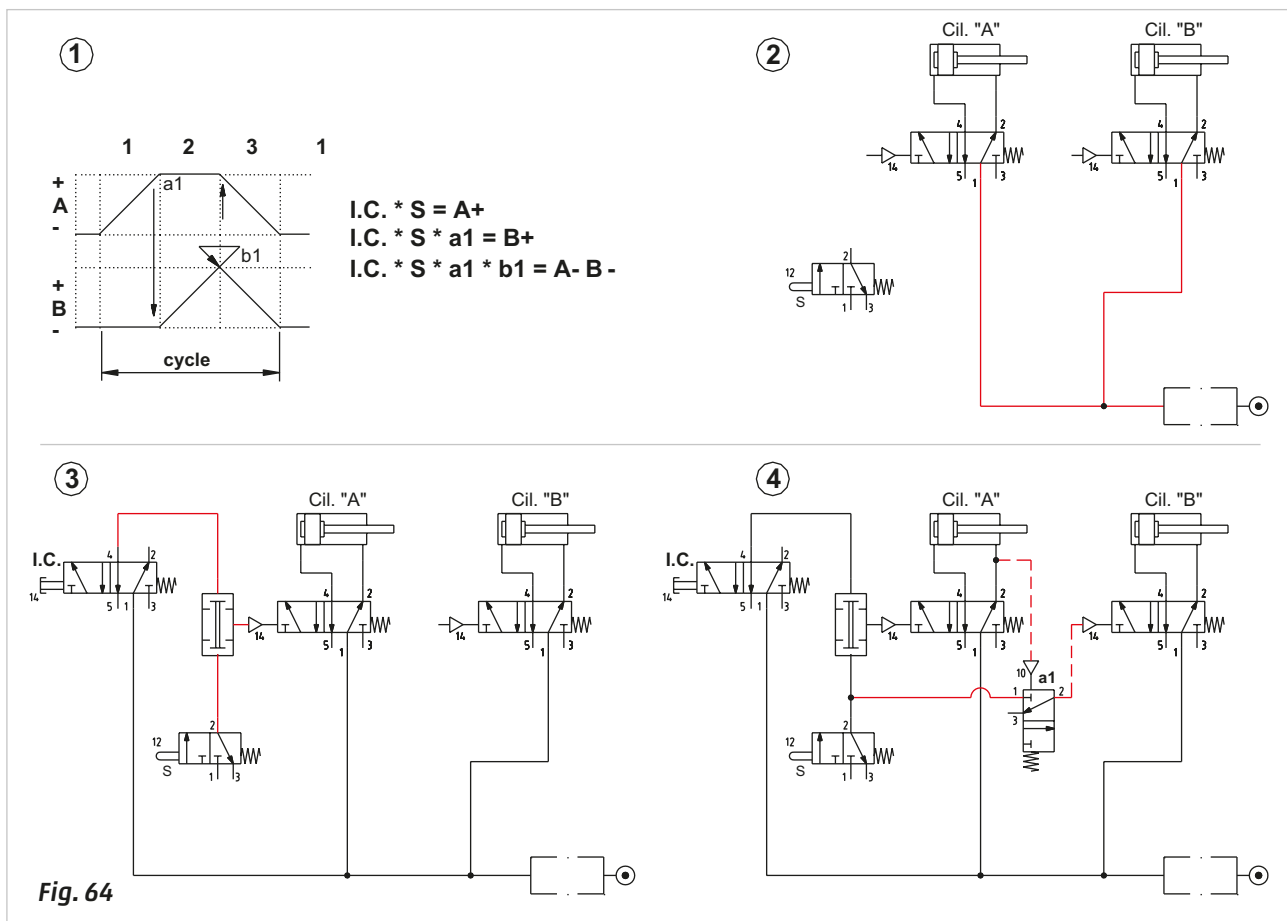 1
1 2 3 1
+
A
-
a1
+
B
-
b1
cycle
I.C. * S = A+
I.C. * S * a1 = B+
I.C. * S * a1 * b1 = A- B -
2
Cil. "A" Cil. "B"
4 2 4 2
14 14
5 1 3 5 1 3
2
12
S
1 3
3
Cil. "A" Cil. "B"
I.C.
4 2
14
5 1 3
4 2 4 2
14 14
5 1 3 5 1 3
2
12
S
1 3
4
Cil. "A" Cil. "B"
I.C.
4 2
14
5 1 3
4 2 4 2
14 14
5 1 3 5 1 3
10 a1
1 2
3
2
12
S
1 3
Fig. 64